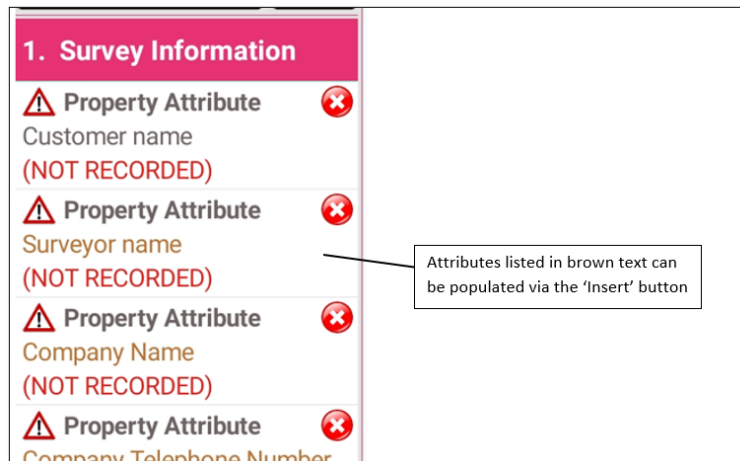 1. Survey Information
Property Attribute
Customer name
(NOT RECORDED)
Property Attribute
Surveyor name
(NOT RECORDED)
Attributes listed in brown text can
be populated via the ‘Insert’ button
Property Attribute
Company Name
(NOT RECORDED)
Property Attribute
Company Telephone Number